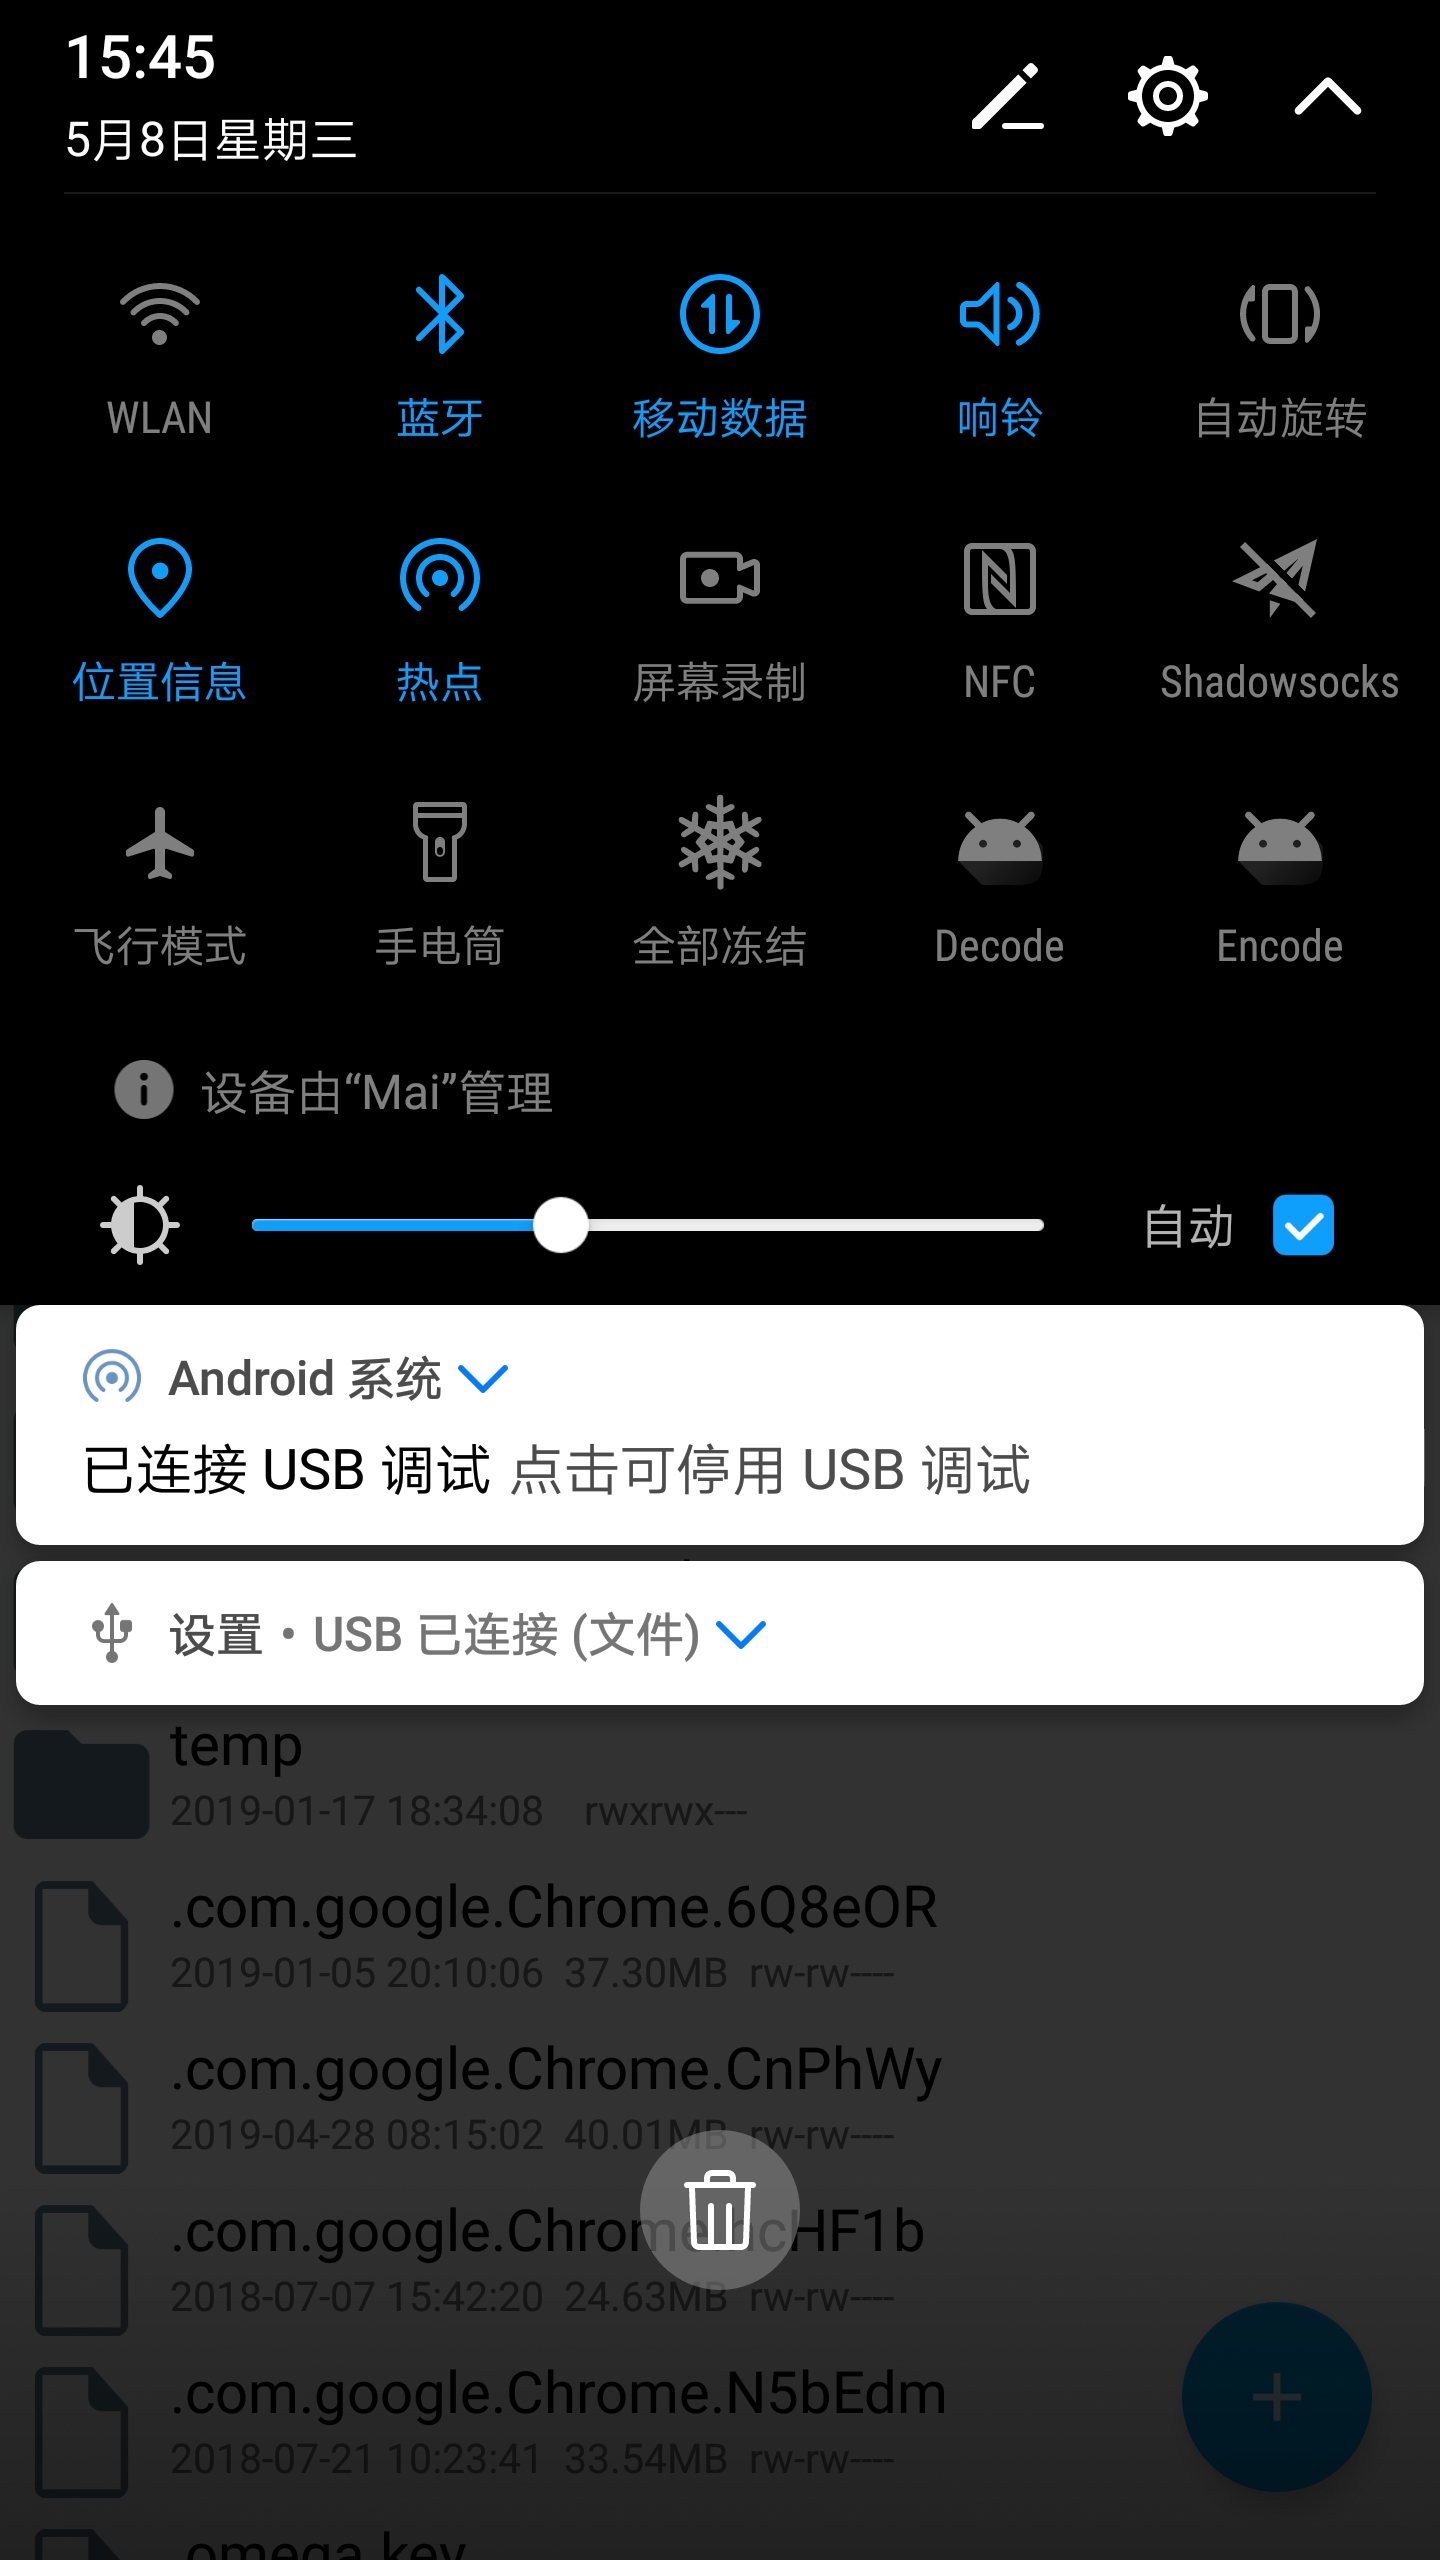 15:45
5月8日星期三
WLAN
蓝牙
移动数据
响铃
自动旋转
位置信息
热点
屏幕录制
NFC
Shadowsocks
飞行模式
手电筒
全部冻结
Decode
Encode
设备由“Mai”管理
自动
Android 系统
已连接 USB 调试 点击可停用 USB 调试
设置 • USB 已连接 (文件)
temp
2019-01-17 18:34:08 rwxrwx---
.com.google.Chrome.6Q8eOR
2019-01-05 20:10:06 37.30MB rw-rw----
.com.google.Chrome.CnPhWy
2019-04-28 08:15:02 40.01MB rw-rw----
.com.google.Chrome
2018-07-07 15:42:20 24.63MB rw-rw----
.com.google.Chrome.N5bEdm
2018-07-21 10:23:41 33.54MB rw-rw----
.omega.key